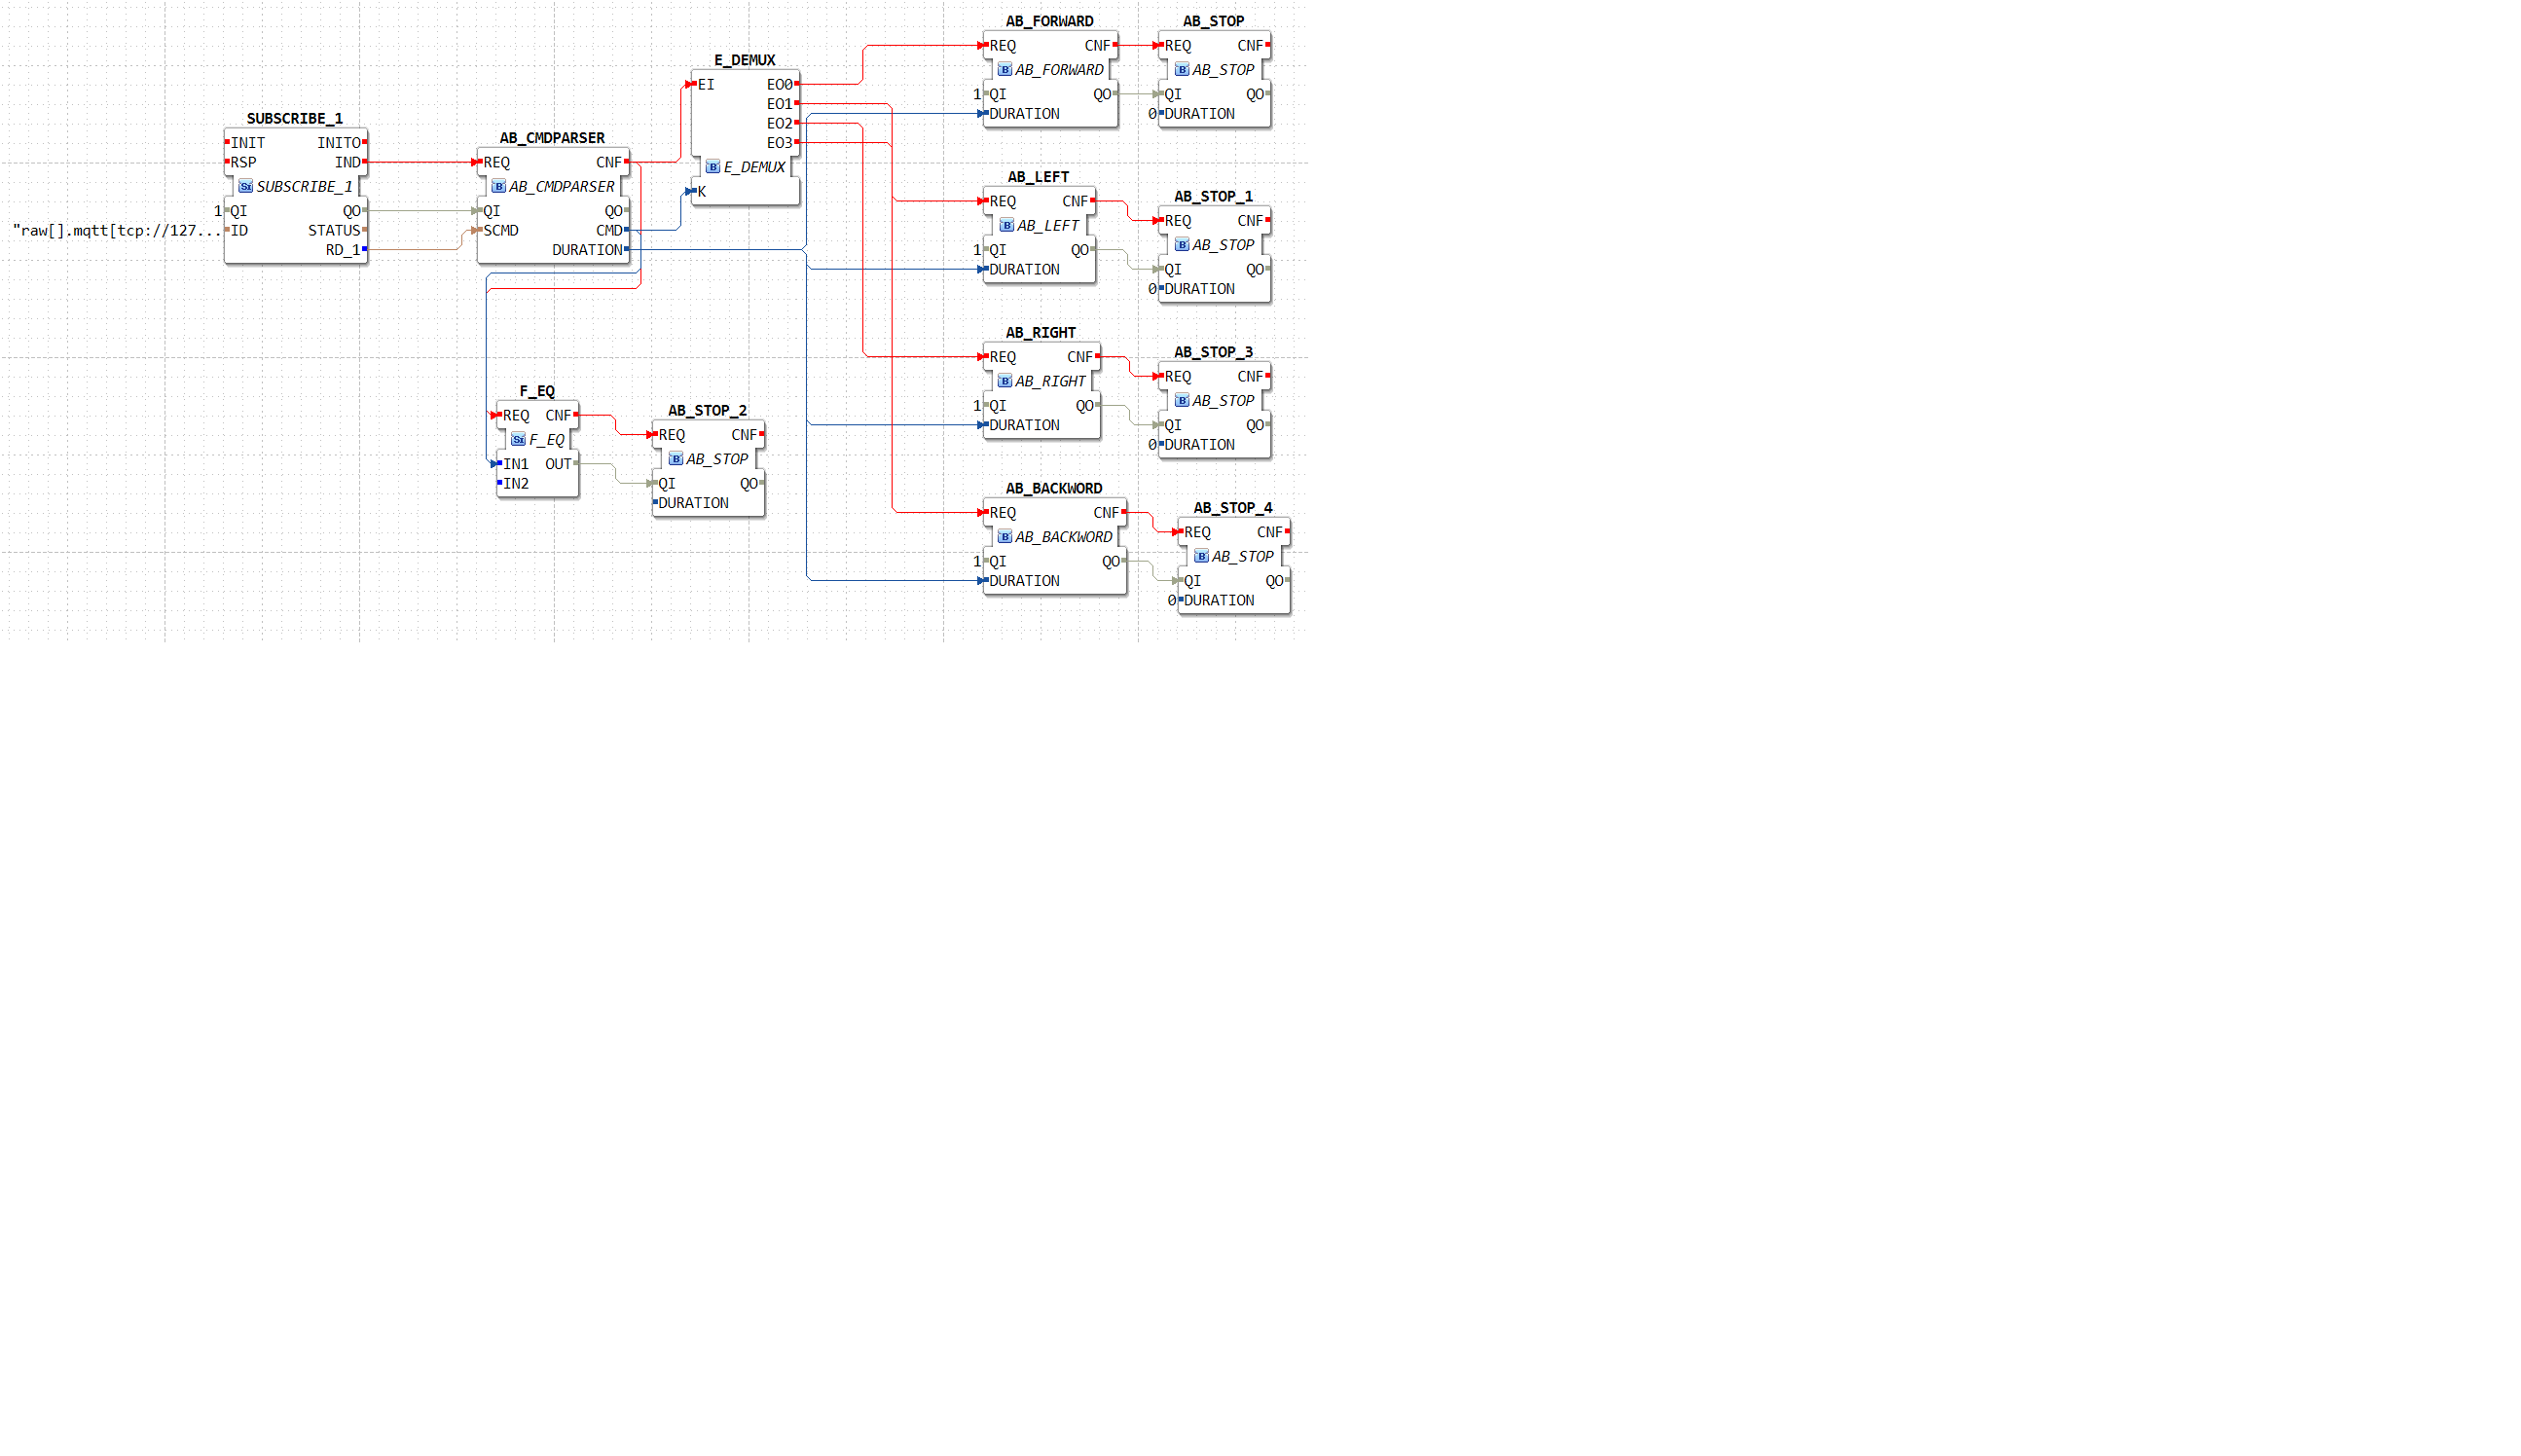 SUBSCRIBE_1
INIT INITO
RSP IND
SUBSCRIBE_1
1 QI QO
"raw[].mqtt[tcp://127... ID STATUS
RD_1
AB_CMDPARSER
REQ CNF
AB_CMDPARSER
QI QO
SCMD CMD
DURATION
E_DEMUX
EI EO0
EO1
EO2
EO3
E_DEMUX
K
AB_FORWARD
REQ CNF
AB_FORWARD
1 QI QO
DURATION
AB_STOP
REQ CNF
AB_STOP
QI QO
0 DURATION
AB_LEFT
REQ CNF
AB_LEFT
1 QI QO
DURATION
AB_STOP_1
REQ CNF
AB_STOP
QI QO
0 DURATION
AB_RIGHT
REQ CNF
AB_RIGHT
1 QI QO
DURATION
AB_STOP_3
REQ CNF
AB_STOP
QI QO
0 DURATION
F_EQ
REQ CNF
F_EQ
IN1 OUT
IN2
AB_STOP_2
REQ CNF
AB_STOP
QI QO
DURATION
AB_BACKWORD
REQ CNF
AB_BACKWORD
1 QI QO
DURATION
AB_STOP_4
REQ CNF
AB_STOP
QI QO
0 DURATION